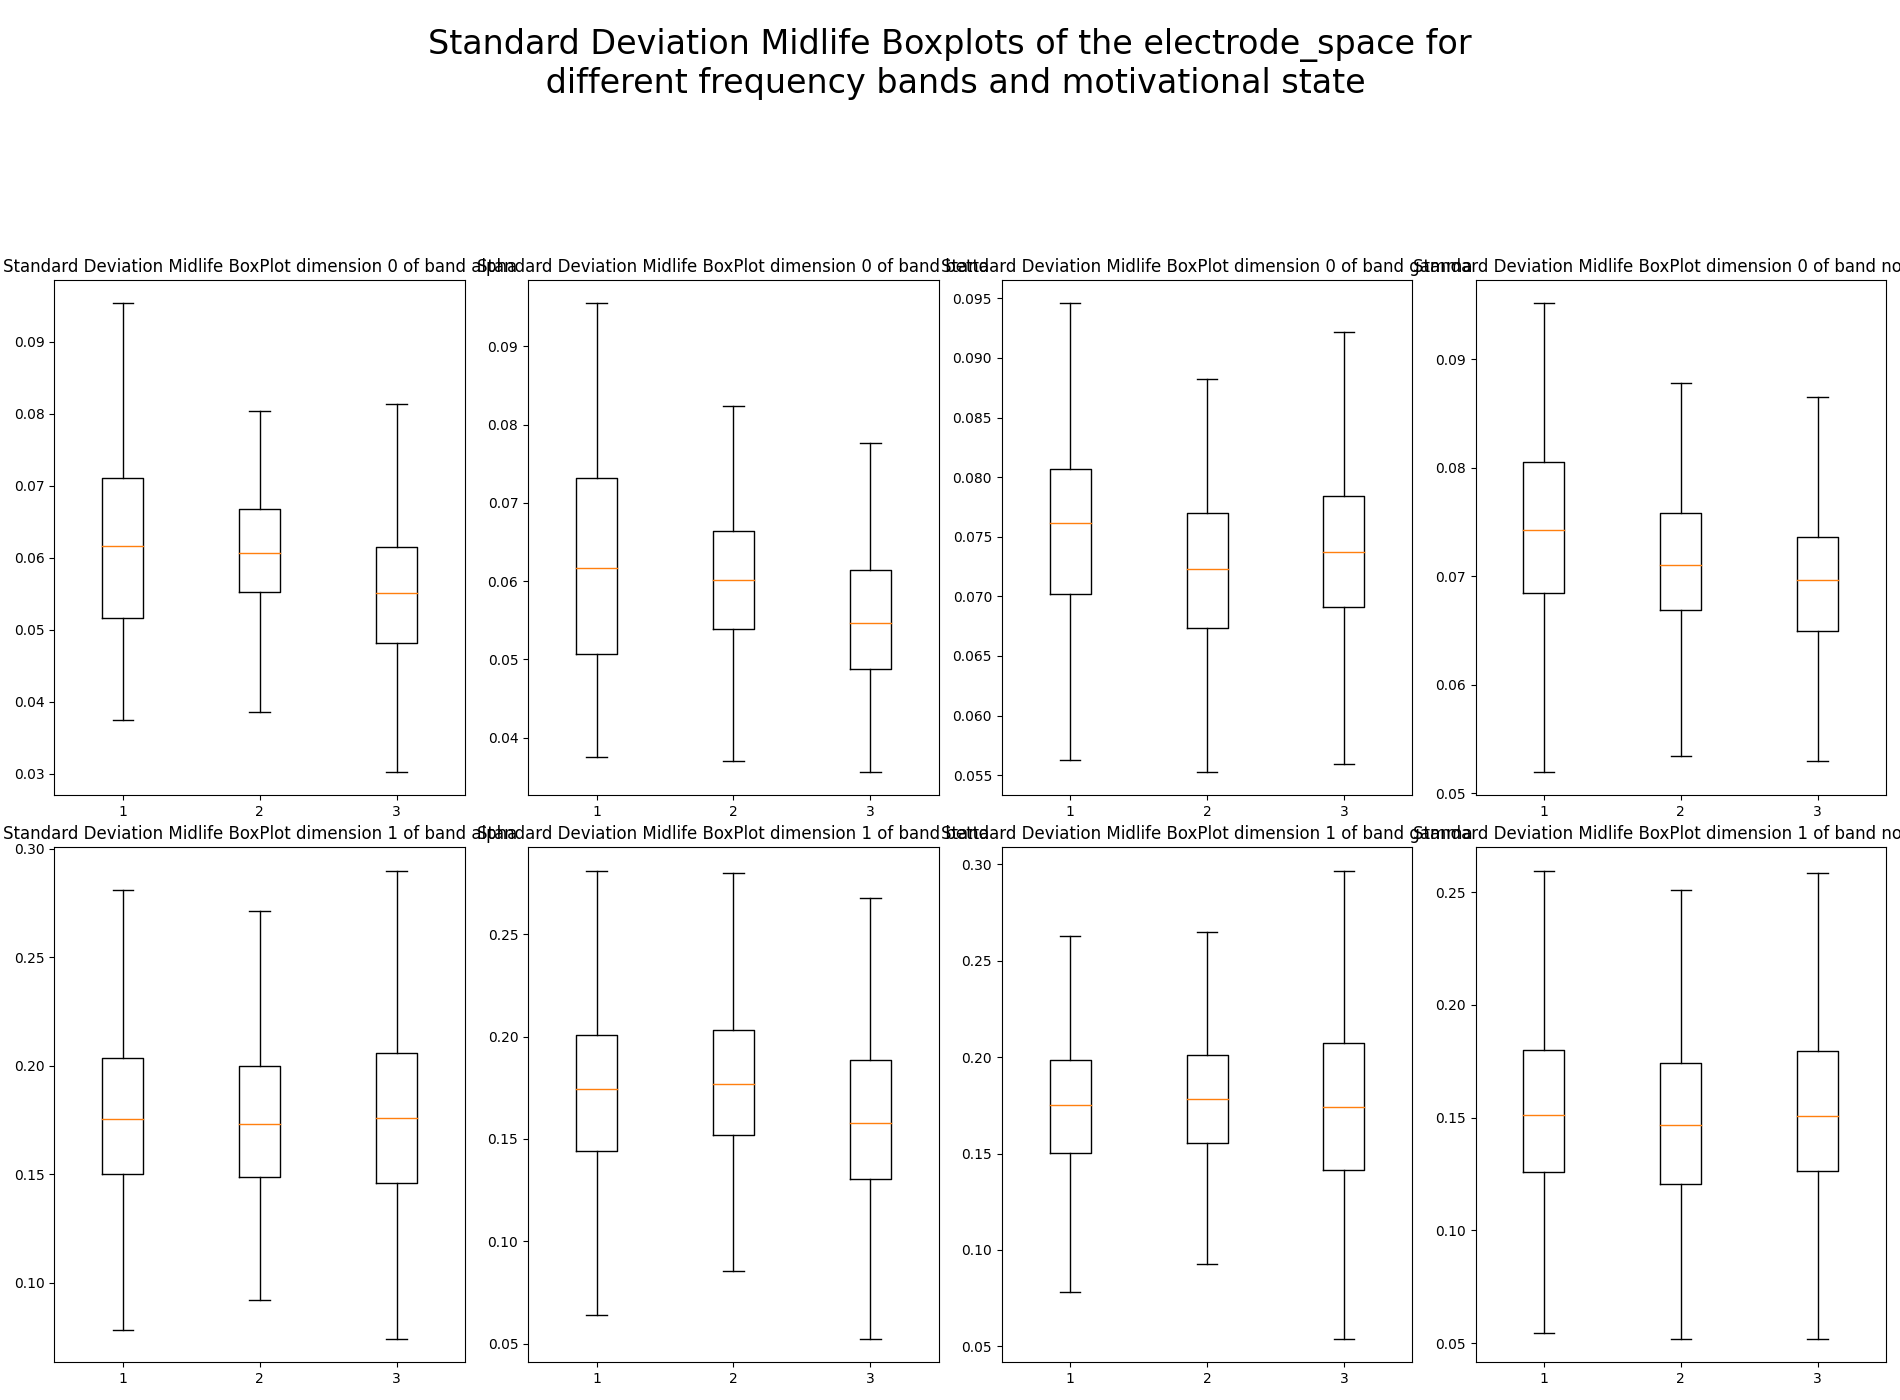 Standard Deviation Midlife Boxplots of the electrode_space for
different frequency bands and motivational state
Standard Deviation Midlife BoxPlot dimension 0 of band alpha
Standard Deviation Midlife BoxPlot dimension 0 of band betta
Standard Deviation Midlife BoxPlot dimension 0 of band gamma
Standard Deviation Midlife BoxPlot dimension 0 of band no
0.09
0.08
0.07
0.06
0.05
0.04
0.03
1 2 3
0.09
0.08
0.07
0.06
0.05
0.04
1 2 3
0.095
0.090
0.085
0.080
0.075
0.070
0.065
0.060
0.055
1 2 3
0.09
0.08
0.07
0.06
0.05
1 2 3
Standard Deviation Midlife BoxPlot dimension 1 of band alpha
Standard Deviation Midlife BoxPlot dimension 1 of band betta
Standard Deviation Midlife BoxPlot dimension 1 of band gamma
Standard Deviation Midlife BoxPlot dimension 1 of band no
0.30
0.25
0.20
0.15
0.10
1 2 3
0.25
0.20
0.15
0.10
0.05
1 2 3
0.30
0.25
0.20
0.15
0.10
0.05
1 2 3
0.25
0.20
0.15
0.10
0.05
1 2 3